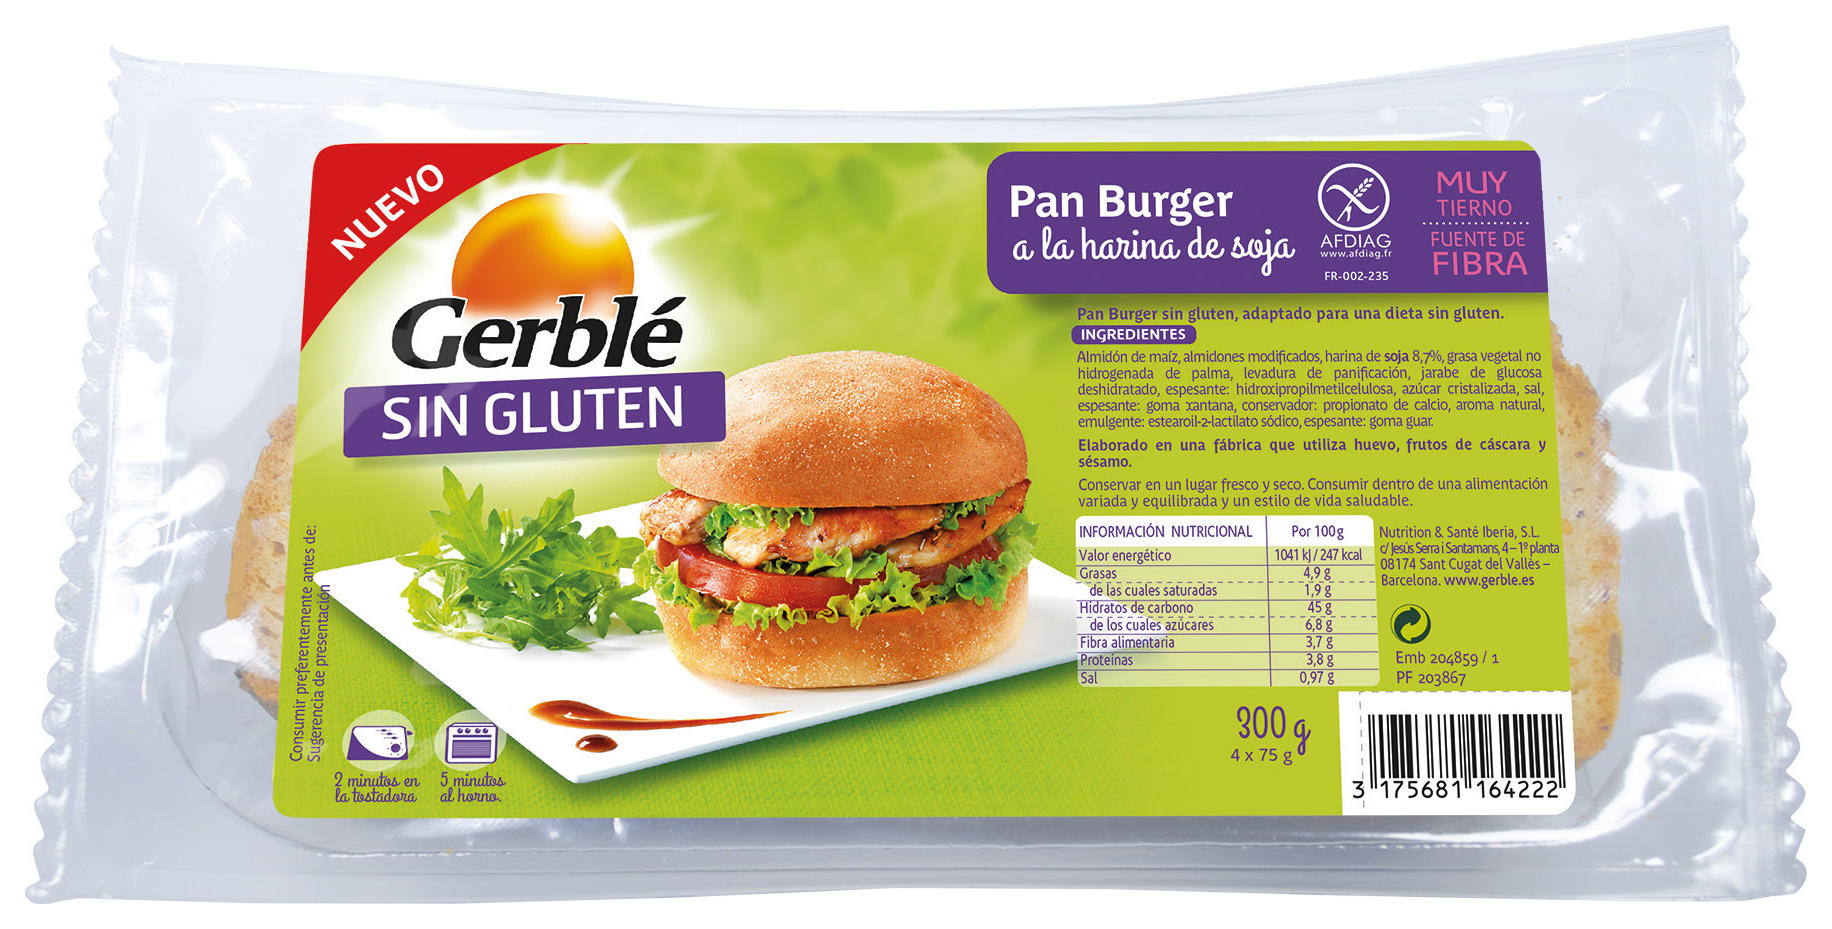 NUEVO
Gerblé
SIN GLUTEN
Pan Burger
a la harina de soja
AFDIAG
www.afdiag.fr
FR-002-235
MUY
TIERNO
FUENTE DE
FIBRA
Pan Burger sin gluten, adaptado para una dieta sin gluten.
INGREDIENTES
Almidón de maíz, almidones modificados, harina de soja 8,7%, grasa vegetal no
hidrogenada de palma, levadura de panificación, jarabe de glucosa
deshidratado, espesante: hidroxipropilmetilcelulosa, azúcar cristalizada, sal,
espesante: goma xantana, conservador: propionato de calcio, aroma natural,
emulgente: estearoil-2-lactilato sódico, espesante: goma guar.
Elaborado en una fábrica que utiliza huevo, frutos de cáscara y
sésamo.
Conservar en un lugar fresco y seco. Consumir dentro de una alimentación
variada y equilibrada y un estilo de vida saludable.
INFORMACIÓN NUTRICIONAL Por 100g
Valor energético 1041 kJ / 247 kcal
Grasas 4,9 g
de las cuales saturadas 1,9 g
Hidratos de carbono 45 g
de los cuales azúcares 6,8 g
Fibra alimentaria 3,7 g
Proteínas 3,8 g
Sal 0,97 g
Nutrition & Santé Iberia, S.L.
c/ Jesús Serra i Santamans, 4 – 1º planta
08174 Sant Cugat del Vallès –
Barcelona. www.gerble.es
Emb 204859 / 1
PF 203867
300 g
4 x 75 g
3 175681 164222
Consumir preferentemente antes de:
Sugerencia de presentación
2 minutos en
la tostadora
5 minutos
al horno.